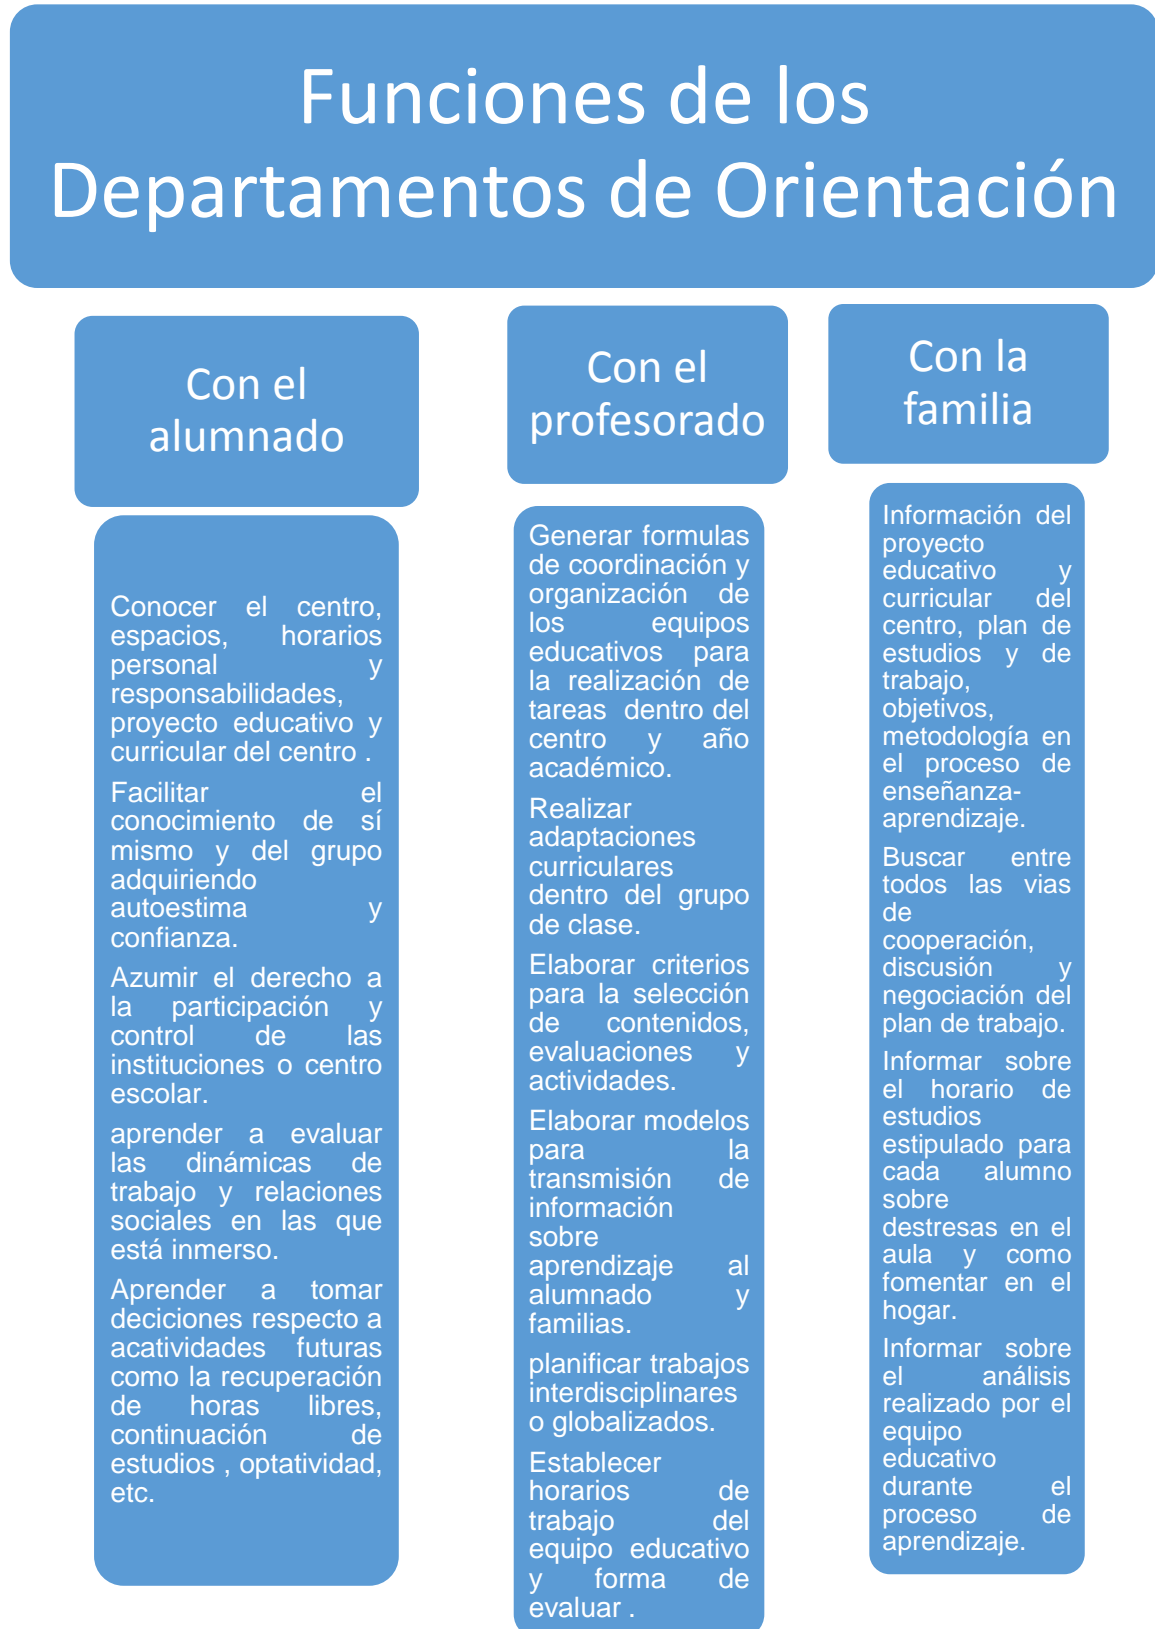 Funciones de los
Departamentos de Orientación
Con el
alumnado
Conocer el centro,
espacios, horarios
personal y
responsabilidades,
proyecto educativo y
curricular del centro .
Facilitar el
conocimiento de sí
mismo y del grupo
adquiriendo
autoestima y
confianza.
Azumir el derecho a
la participación y
control de las
instituciones o centro
escolar.
aprender a evaluar
las dinámicas de
trabajo y relaciones
sociales en las que
está inmerso.
Aprender a tomar
deciciones respecto a
acatividades futuras
como la recuperación
de horas libres,
continuación de
estudios , optatividad,
etc.
Con el
profesorado
Generar formulas
de coordinación y
organización de
los equipos
educativos para
la realización de
tareas dentro del
centro y año
académico.
Realizar
adaptaciones
curriculares
dentro del grupo
de clase.
Elaborar criterios
para la selección
de contenidos,
evaluaciones y
actividades.
Elaborar modelos
para la
transmisión de
información
sobre
aprendizaje al
alumnado y
familias.
planificar trabajos
interdisciplinares
o globalizados.
Establecer
horarios de
trabajo del
equipo educativo
y forma de
evaluar .
Con la
familia
Información del
proyecto
educativo y
curricular del
centro, plan de
estudios y de
trabajo,
objetivos,
metodología en
el proceso de
enseñanza-
aprendizaje.
Buscar entre
todos las vias
de
cooperación,
discusión y
negociación del
plan de trabajo.
Informar sobre
el horario de
estudios
estipulado para
cada alumno
sobre
destresas en el
aula y como
fomentar en el
hogar.
Informar sobre
el análisis
realizado por el
equipo
educativo
durante el
proceso de
aprendizaje.